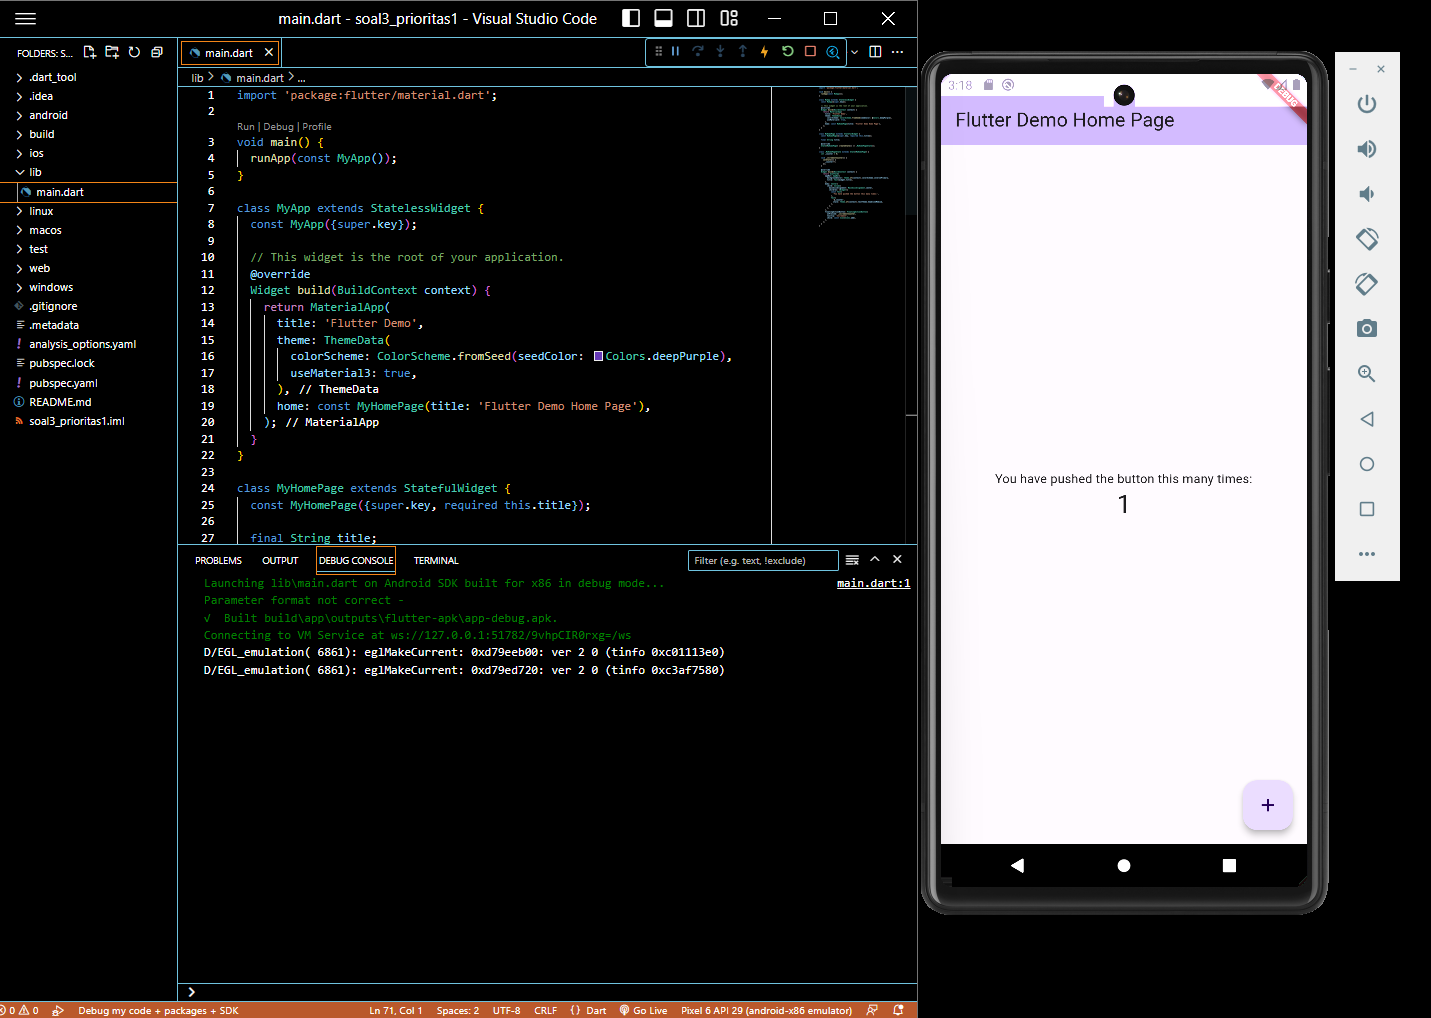 main.dart - soal3_prioritas1 - Visual Studio Code
FOLDERS: S...
.dart_tool
.idea
android
build
ios
lib
main.dart
linux
macos
test
web
windows
.gitignore
.metadata
analysis_options.yaml
pubspec.lock
pubspec.yaml
README.md
soal3_prioritas1.iml
main.dart
lib > main.dart > ...
1 import 'package:flutter/material.dart';
2
Run | Debug | Profile
3 void main() {
4 runApp(const MyApp());
5 }
6
7 class MyApp extends StatelessWidget {
8 const MyApp({super.key});
9
10 // This widget is the root of your application.
11 @override
12 Widget build(BuildContext context) {
13 return MaterialApp(
14 title: 'Flutter Demo',
15 theme: ThemeData(
16 colorScheme: ColorScheme.fromSeed(seedColor: Colors.deepPurple),
17 useMaterial3: true,
18 ), // ThemeData
19 home: const MyHomePage(title: 'Flutter Demo Home Page'),
20 ); // MaterialApp
21 }
22 }
23
24 class MyHomePage extends StatefulWidget {
25 const MyHomePage({super.key, required this.title});
26
27 final String title;
PROBLEMS OUTPUT DEBUG CONSOLE TERMINAL
Filter (e.g. text, !exclude)
Launching lib\main.dart on Android SDK built for x86 in debug mode...
main.dart:1
Parameter format not correct -
√ Built build\app\outputs\flutter-apk\app-debug.apk.
Connecting to VM Service at ws://127.0.0.1:51782/9vhpCIR0rxg=/ws
D/EGL_emulation( 6861): eglMakeCurrent: 0xd79eeb00: ver 2 0 (tinfo 0xc01113e0)
D/EGL_emulation( 6861): eglMakeCurrent: 0xd79ed720: ver 2 0 (tinfo 0xc3af7580)
0 0 Debug my code + packages + SDK
Ln 71, Col 1 Spaces: 2 UTF-8 CRLF {} Dart Go Live Pixel 6 API 29 (android-x86 emulator)
3:18
DEBUG
Flutter Demo Home Page
You have pushed the button this many times:
1
+